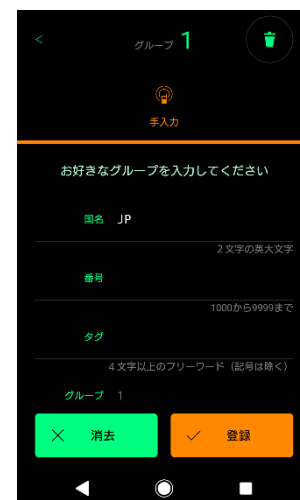 グループ 1
手入力
お好きなグループを入力してください
国名 JP
2文字の英大文字
番号
1000から9999まで
タグ
4文字以上のフリーワード（記号は除く）
グループ 1
消去
登録